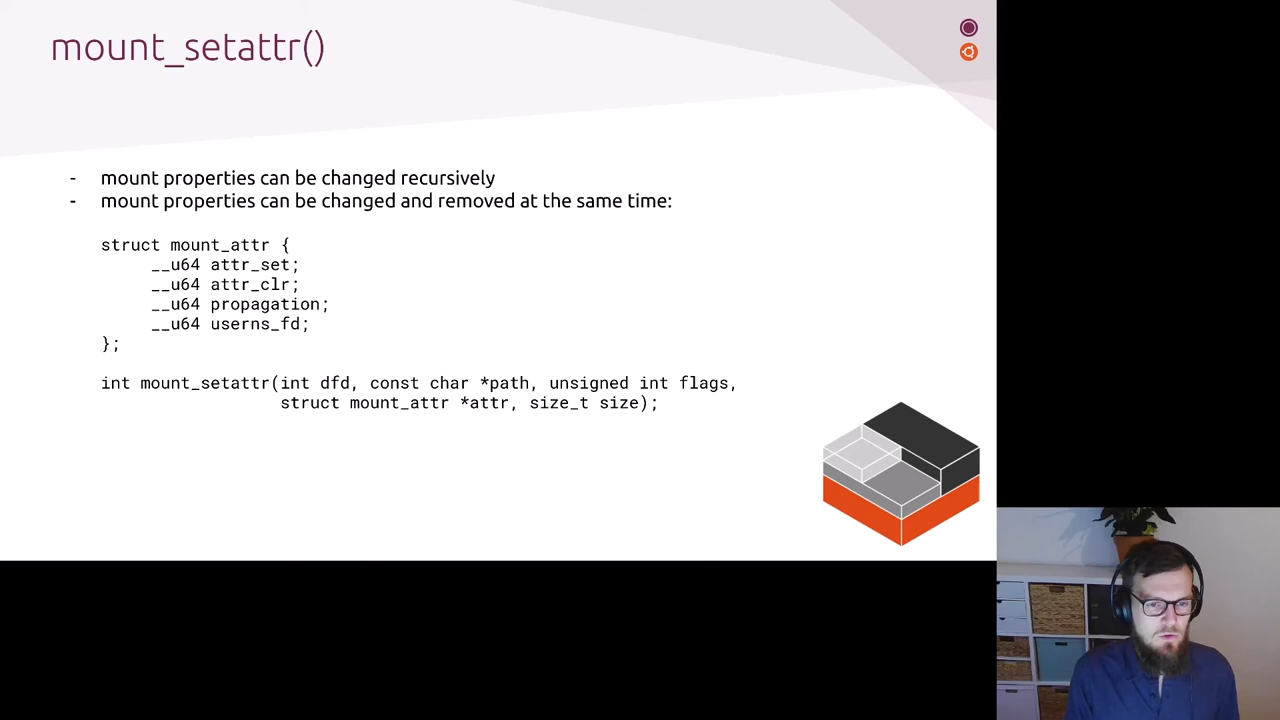 mount_setattr()
- mount properties can be changed recursively
- mount properties can be changed and removed at the same time:
struct mount_attr {
__u64 attr_set;
__u64 attr_clr;
__u64 propagation;
__u64 userns_fd;
};
int mount_setattr(int dfd, const char *path, unsigned int flags,
struct mount_attr *attr, size_t size);